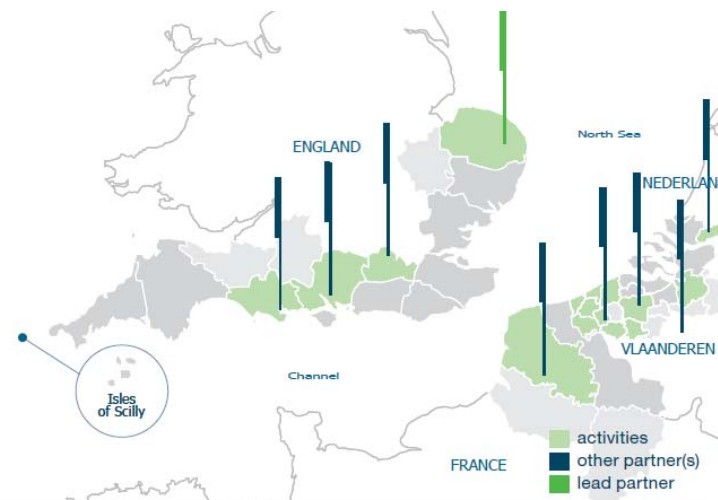 North Sea
ENGLAND
NEDERLAN
VLAANDEREN
Channel
Isles
of Scilly
FRANCE
activities
other partner(s)
lead partner